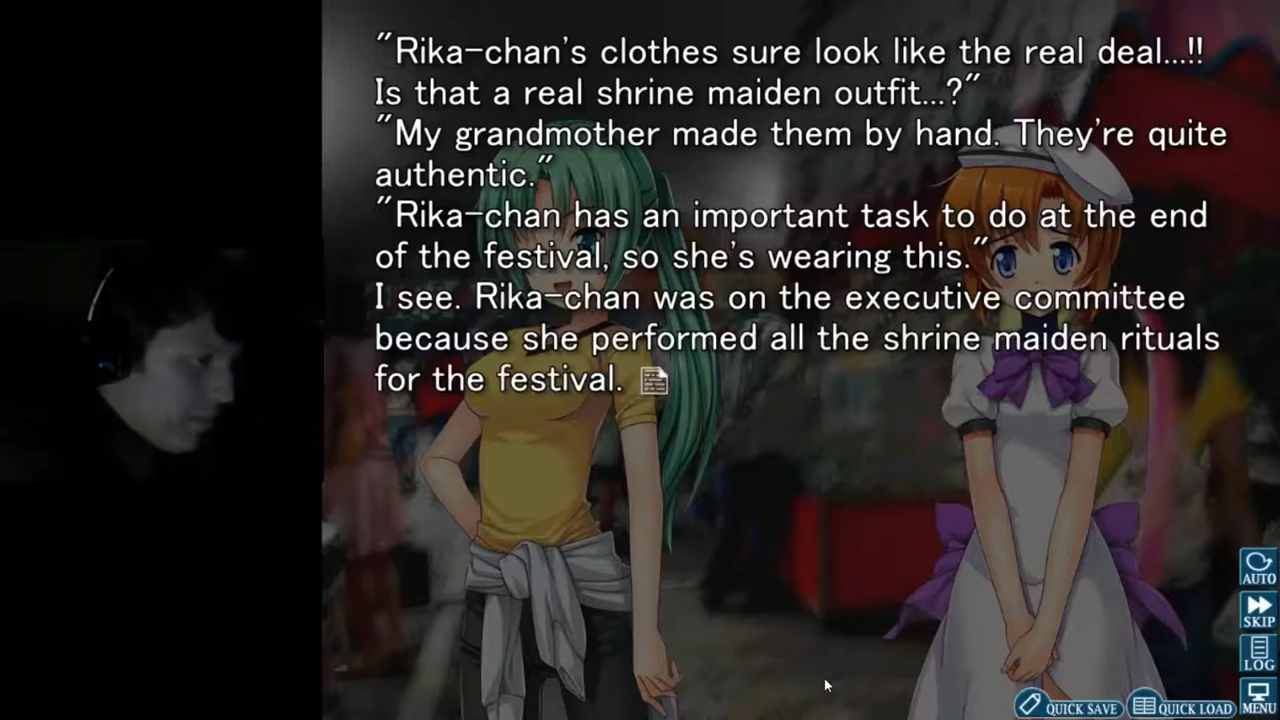 "Rika-chan's clothes sure look like the real deal...!!
Is that a real shrine maiden outfit...?"
"My grandmother made them by hand. They're quite
authentic."
"Rika-chan has an important task to do at the end
of the festival, so she's wearing this."
I see. Rika-chan was on the executive committee
because she performed all the shrine maiden rituals
for the festival.
AUTO
SKIP
LOG
MENU
QUICK SAVE
QUICK LOAD